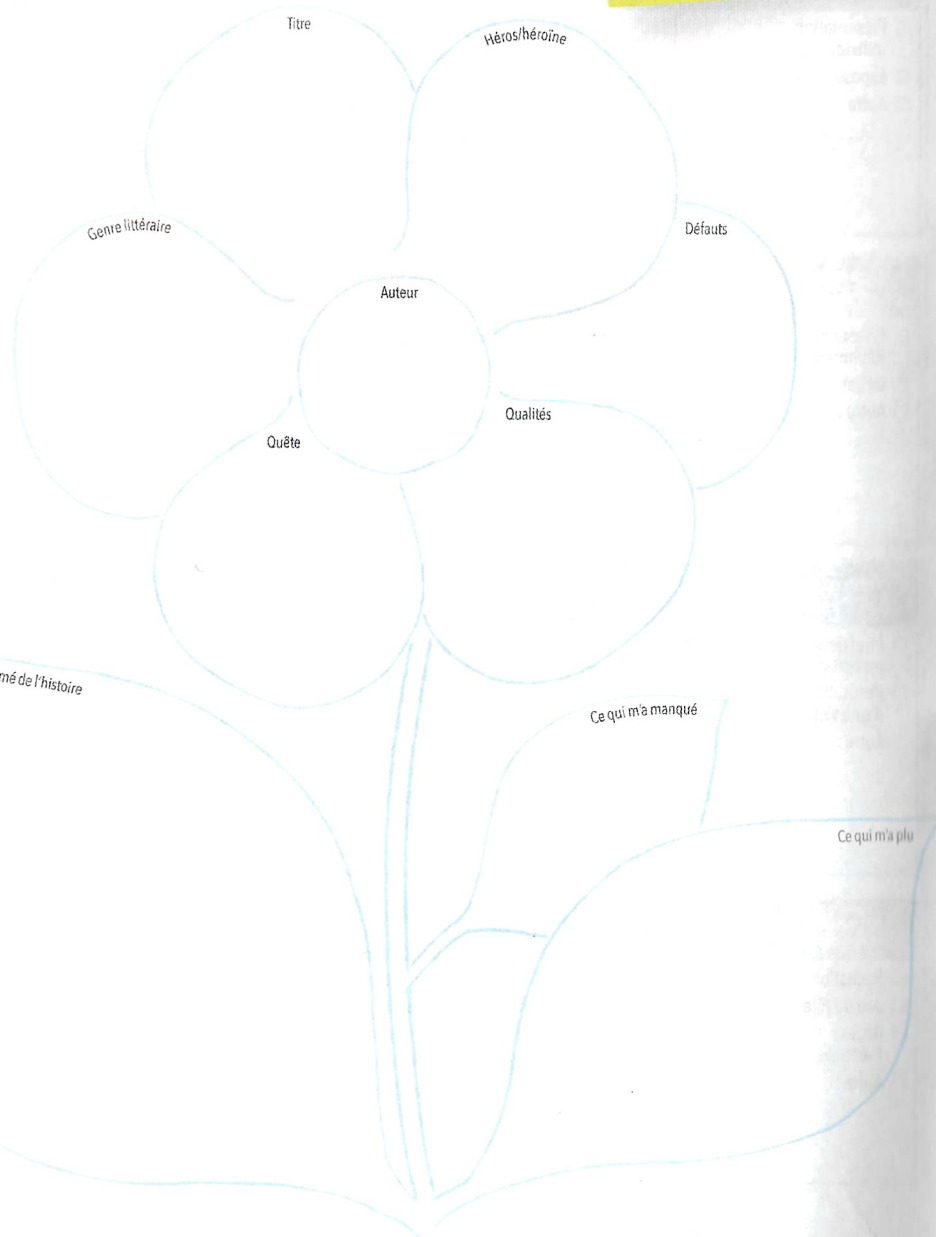 Titre
Héros/héroïne
Genre littéraire
Défauts
Auteur
Qualités
Quête
mé de l'histoire
Ce qui m'a manqué
Ce qui m'a plu